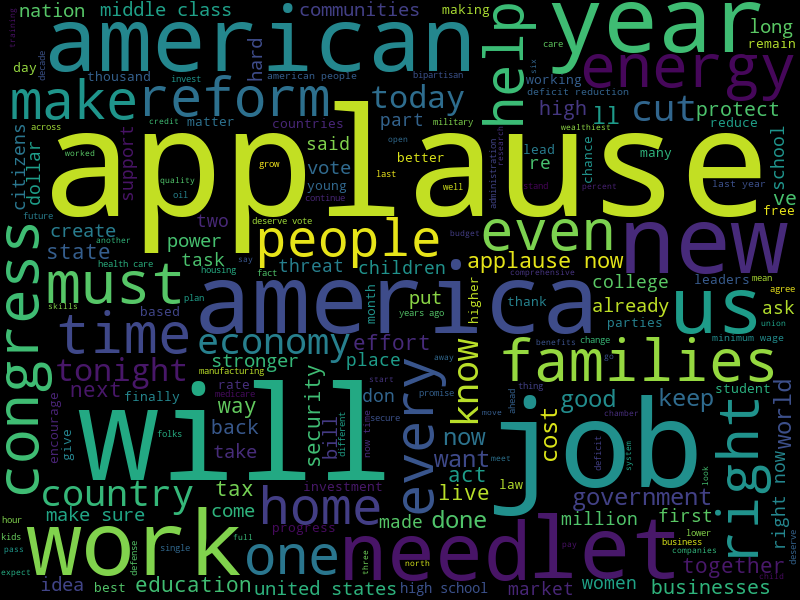 nation
middle class
communities
making
american
year
long
remain
training
decade
hard
help
care
six
day
thousand
invest
american people
bipartisan
working
energy
deficit reduction
make
reform
today
high
ll
cut
protect
credit
part
reduce
across
matter
countries
military
applause
said
vote
young
better
lead
re
chance
many
school
citizens
dollar
support
worked
quality
oil
grow
continue
last
open
well
administration
research
wealthiest
stand
percent
last year
ve
free
future
create
another
state
two
power
task
deserve vote
people
even
new
budget
say
applause now
congress
health care
housing
fact
threat
children
comprehensive
college
leaders
mean
must
skills
plan
america
us
based
month
put
years ago
higher
thank
already
agree
ask
parties
union
time
economy
effort
stronger
place
know
away
benefits
change
minimum wage
tonight
manufacturing
families
go
next
rate
medicare
start
don
promise
every
move
ahead
thing
student
finally
way
security
bill
now time
secure
good
keep
world
encourage
give
folks
back
different
now
cost
chamber
deficit
system
look
right
right now
will
job
take
want
meet
act
law
country
tax
investment
live
government
make sure
come
home
progress
made
done
million
first
hour
kids
pass
expect
work
defense
single
full
one
three
north
need
let
pay
business
lower
companies
together
deserve
child
idea
best
education
united states
high school
market
women
businesses